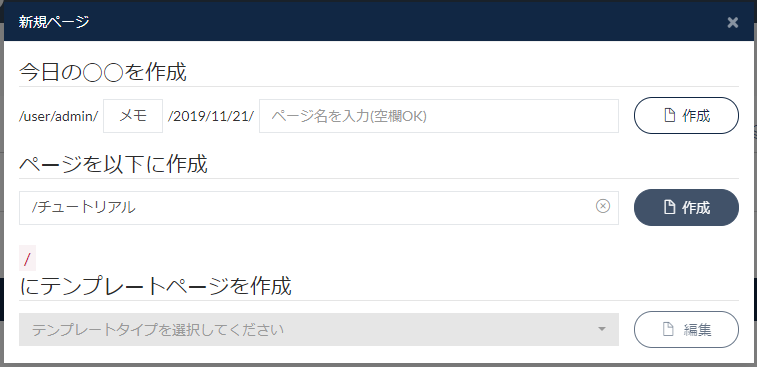 新規ページ
今日の〇〇を作成
/user/admin/ メモ /2019/11/21/ ページ名を入力(空欄OK) 作成
ページを以下に作成
/チュートリアル 作成
/
にテンプレートページを作成
テンプレートタイプを選択してください 編集